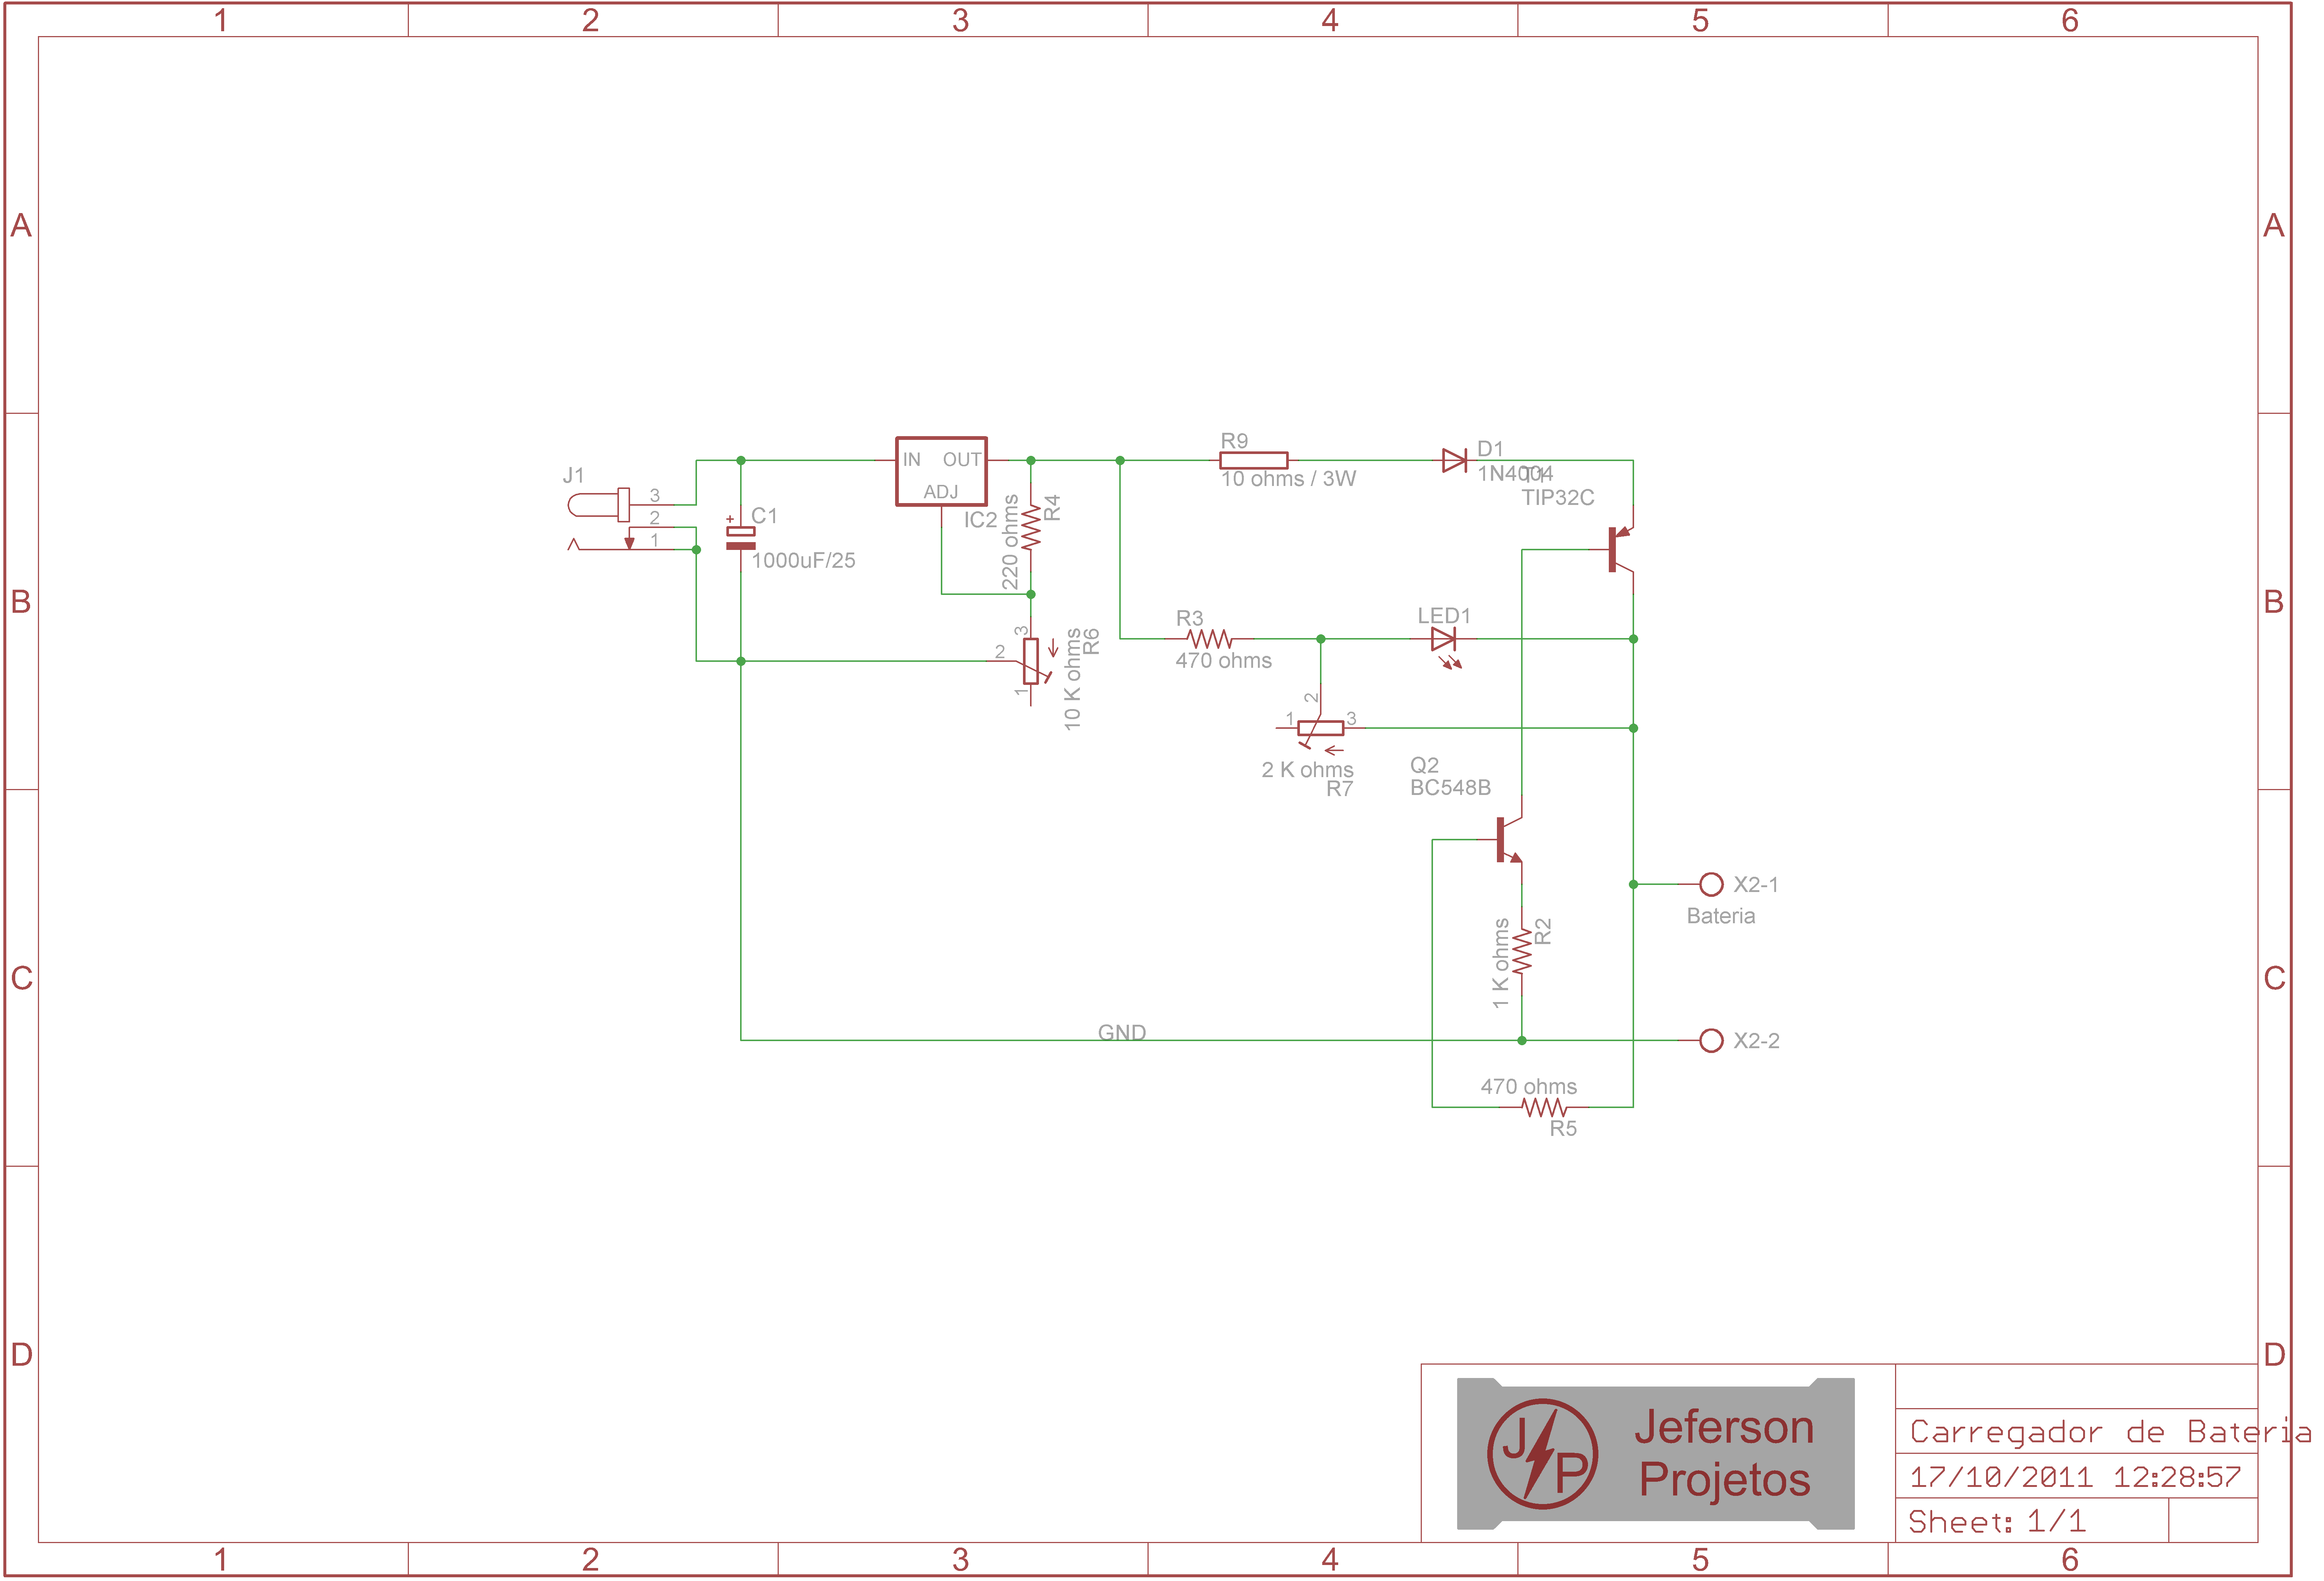 1 2 3 4 5 6
A A
J1
3
2
1
C1
+
1000uF/25
IN OUT
ADJ
IC2
220 ohms
R4
R9
10 ohms / 3W
D1
1N4004
T1
TIP32C
B B
3
2
1
10 K ohms
R6
R3
470 ohms
LED1
2
1 3
2 K ohms
R7
Q2
BC548B
X2-1
Bateria
1 K ohms
R2
C C
GND
X2-2
470 ohms
R5
D D
J P
Jeferson
Projetos
Carregador de Bateria
17/10/2011 12:28:57
Sheet: 1/1
1 2 3 4 5 6